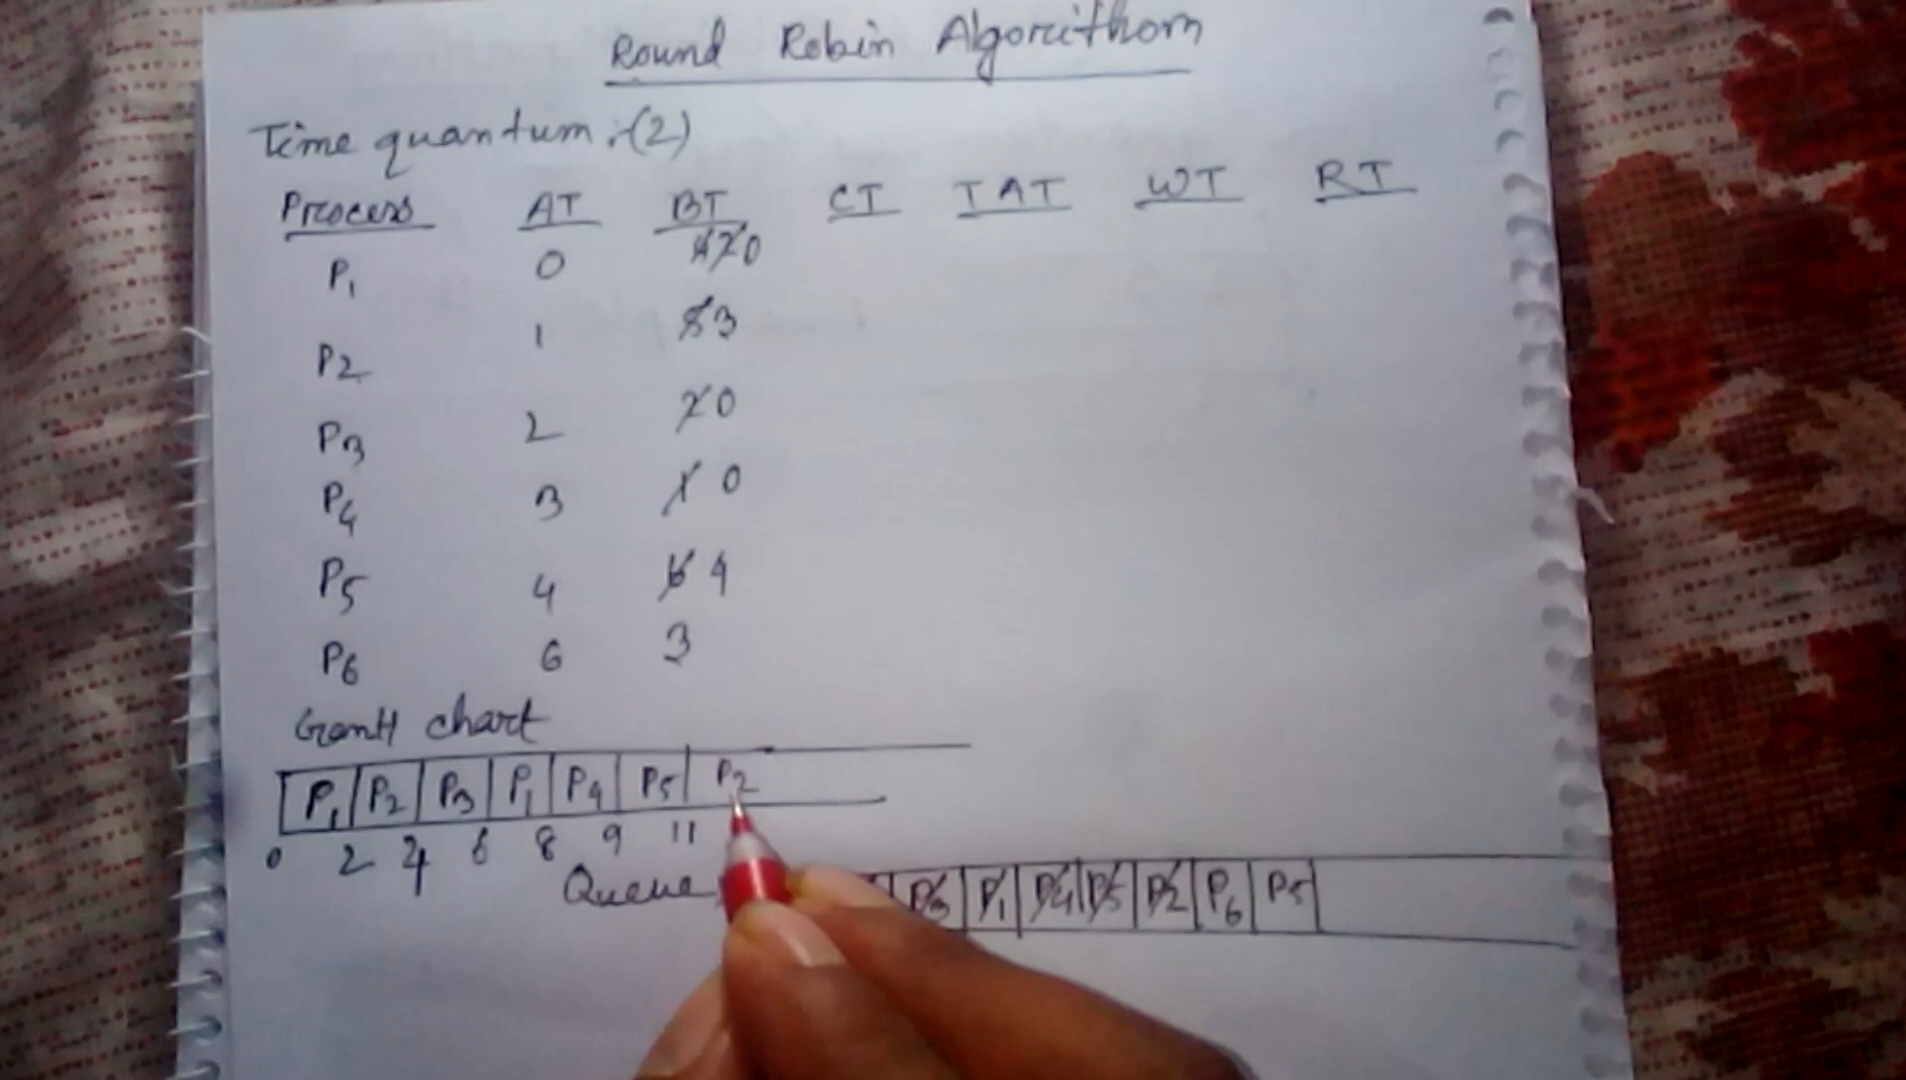 Round Robin Algorithom
Time quantum :-(2)
Process AT BT CT TAT WT RT
P1 0 4 2 0
P2 1 5 3
P3 2 2 0
P4 3 1 0
P5 4 6 4
P6 6 3
Gantt chart
P1 P2 P3 P1 P4 P5 P2
0 2 4 6 8 9 11
Queue P3 P1 P4 P5 P2 P6 P5